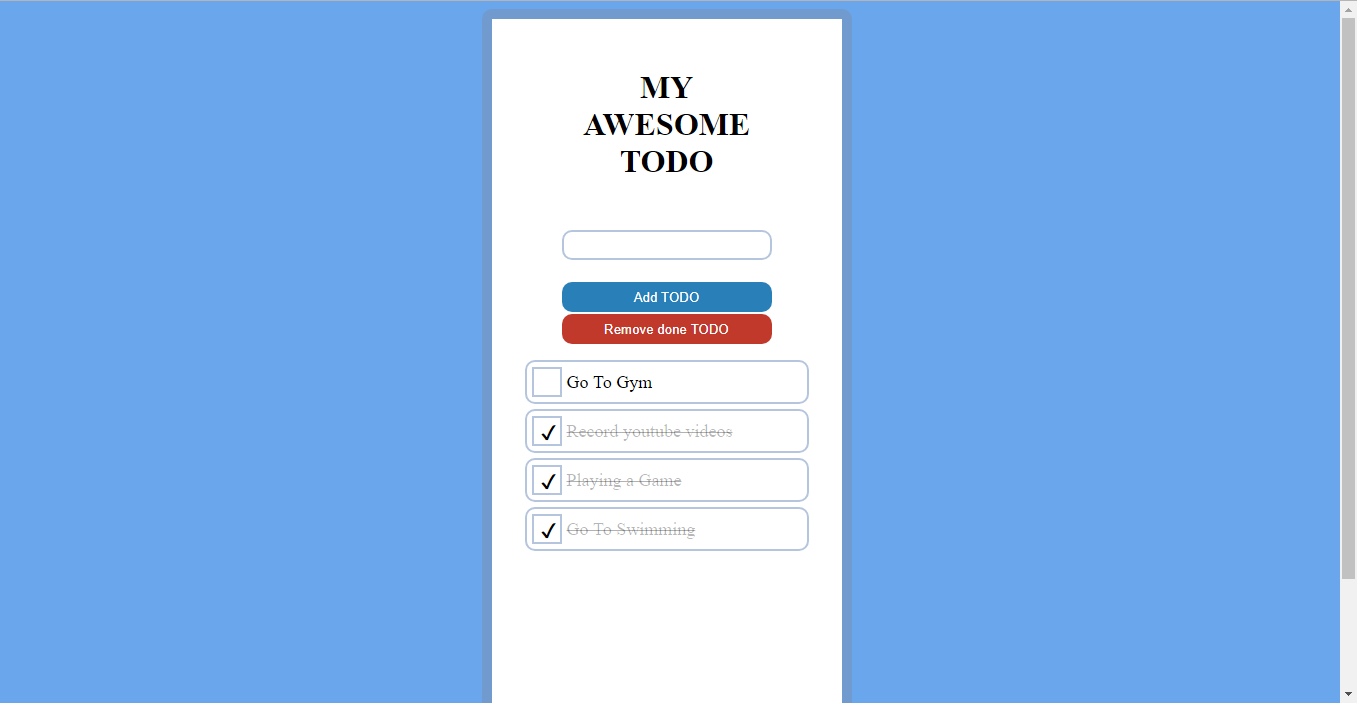 MY
AWESOME
TODO
Add TODO
Remove done TODO
Go To Gym
Record youtube videos
Playing a Game
Go To Swimming